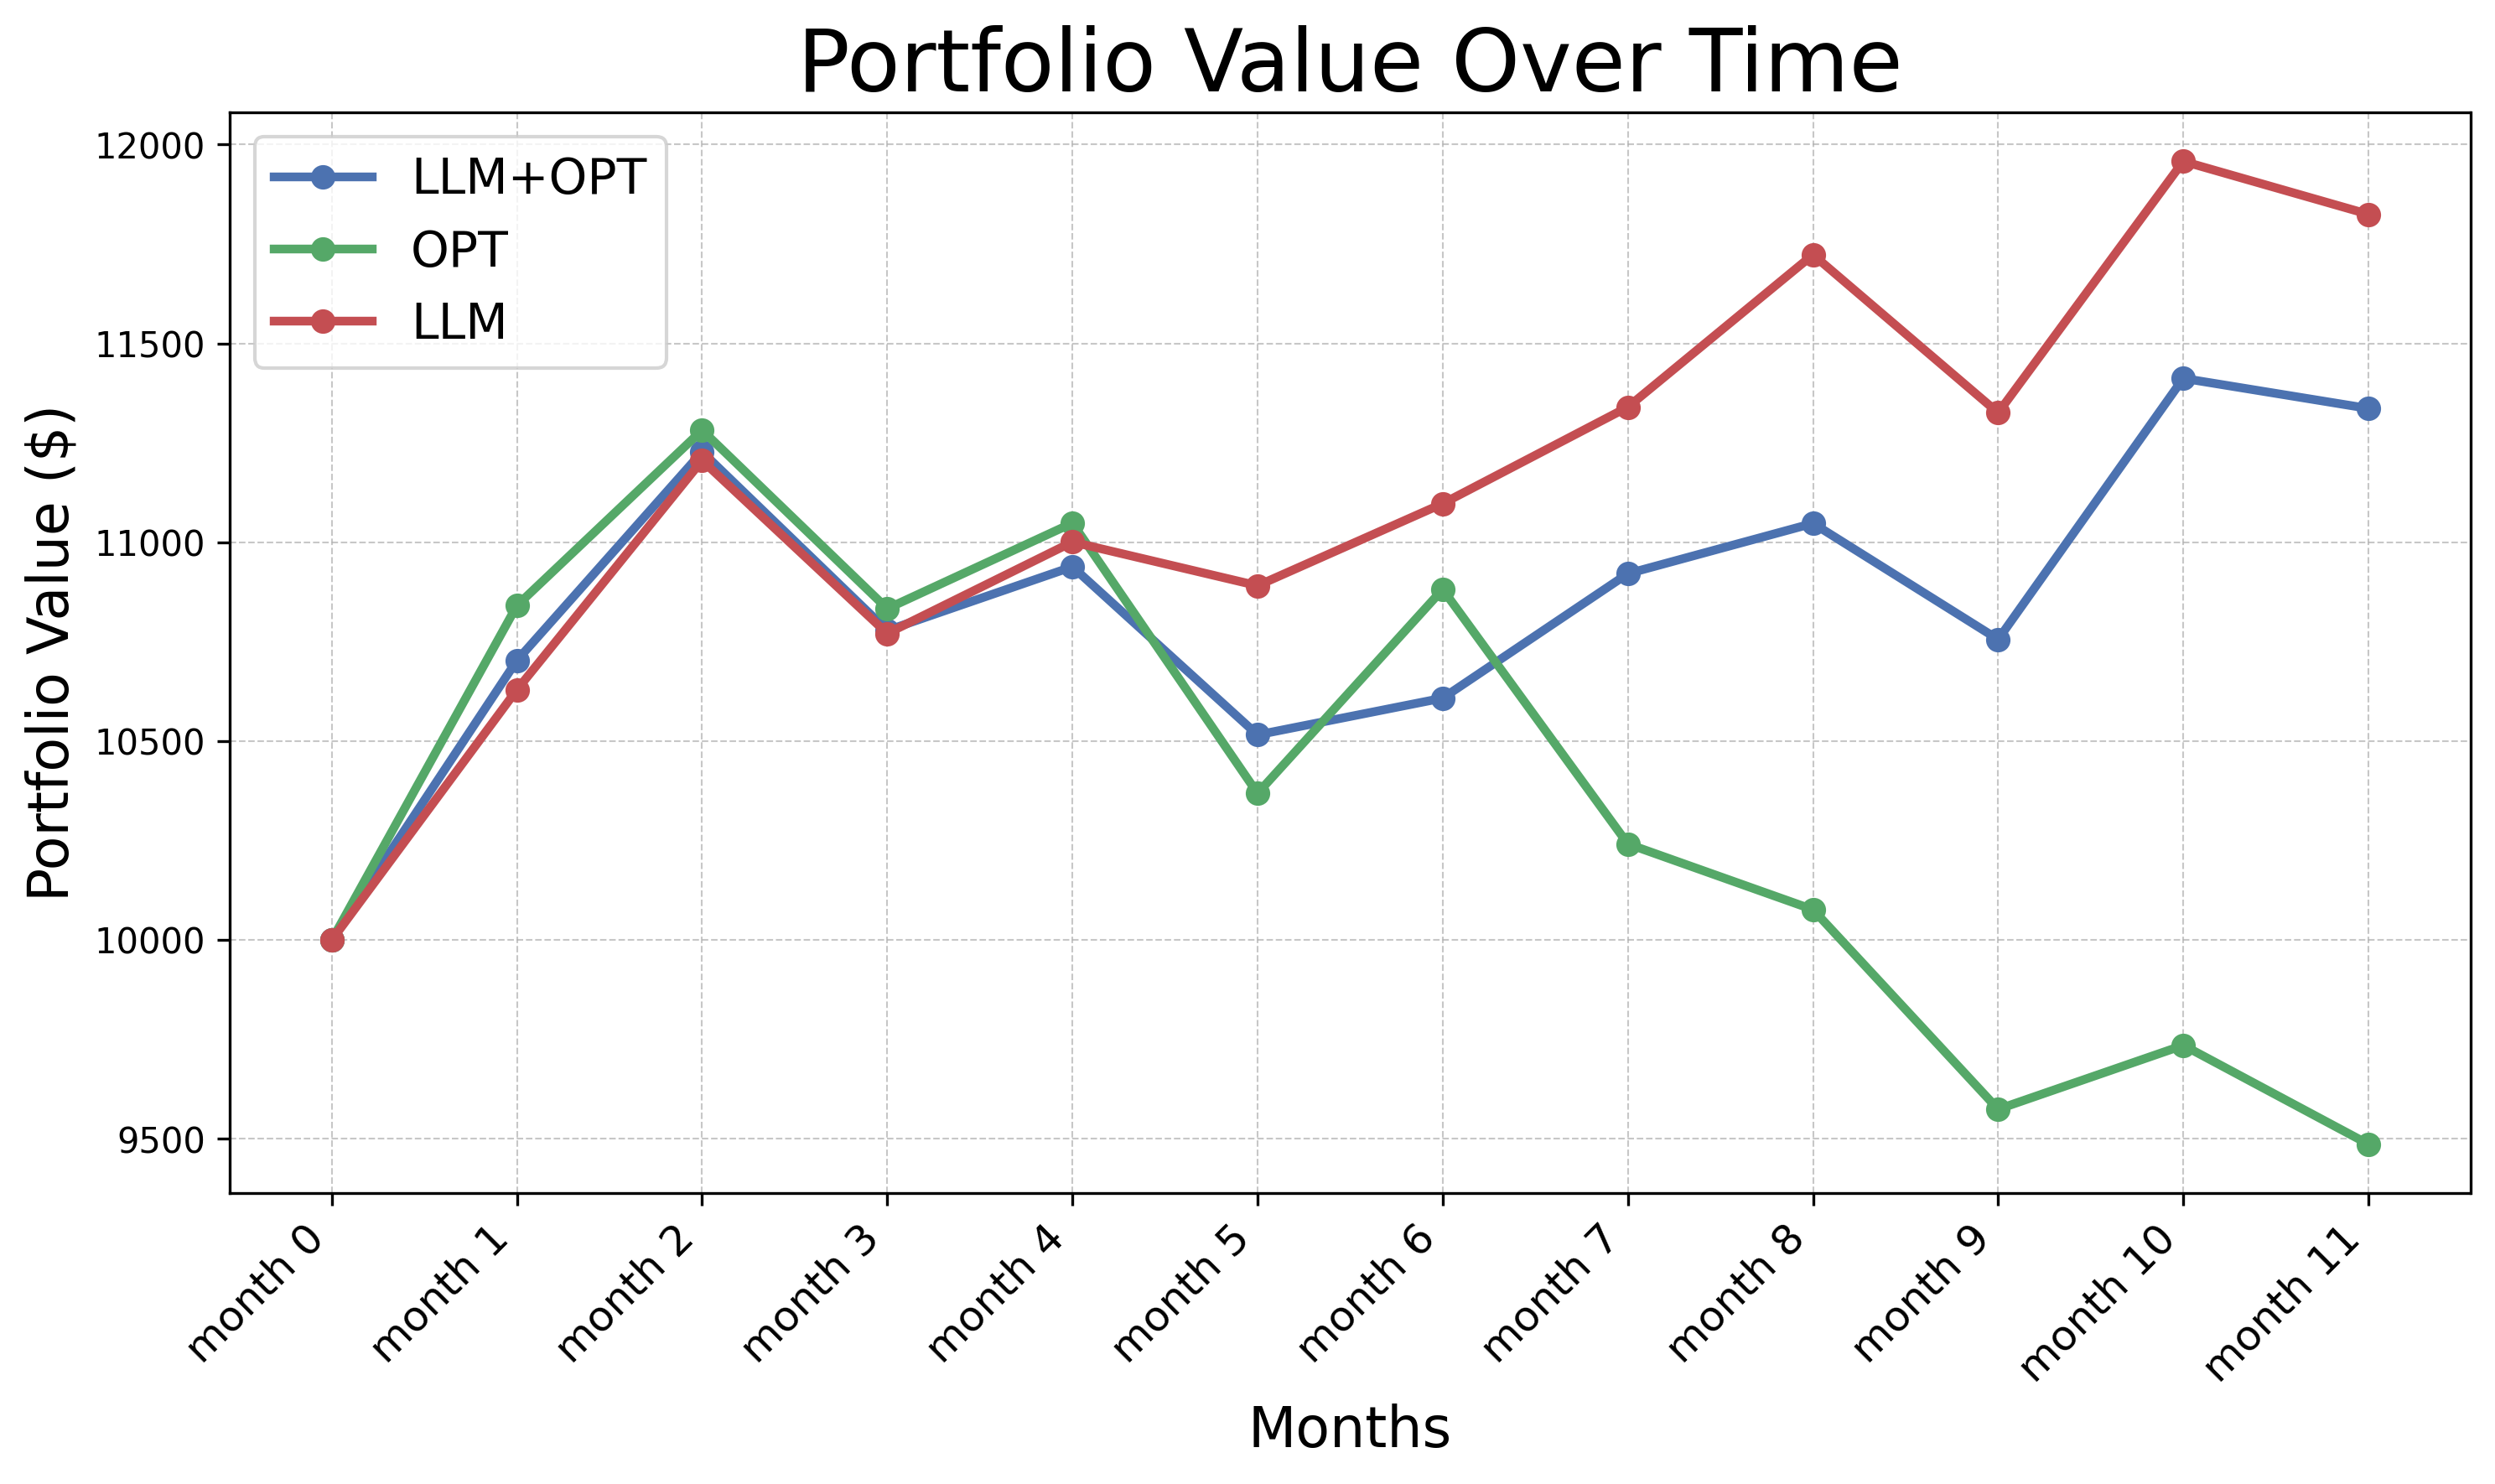 Portfolio Value Over Time
LLM+OPT
OPT
LLM
Portfolio Value ($)
12000
11500
11000
10500
10000
9500
month 0
month 1
month 2
month 3
month 4
month 5
month 6
month 7
month 8
month 9
month 10
month 11
Months